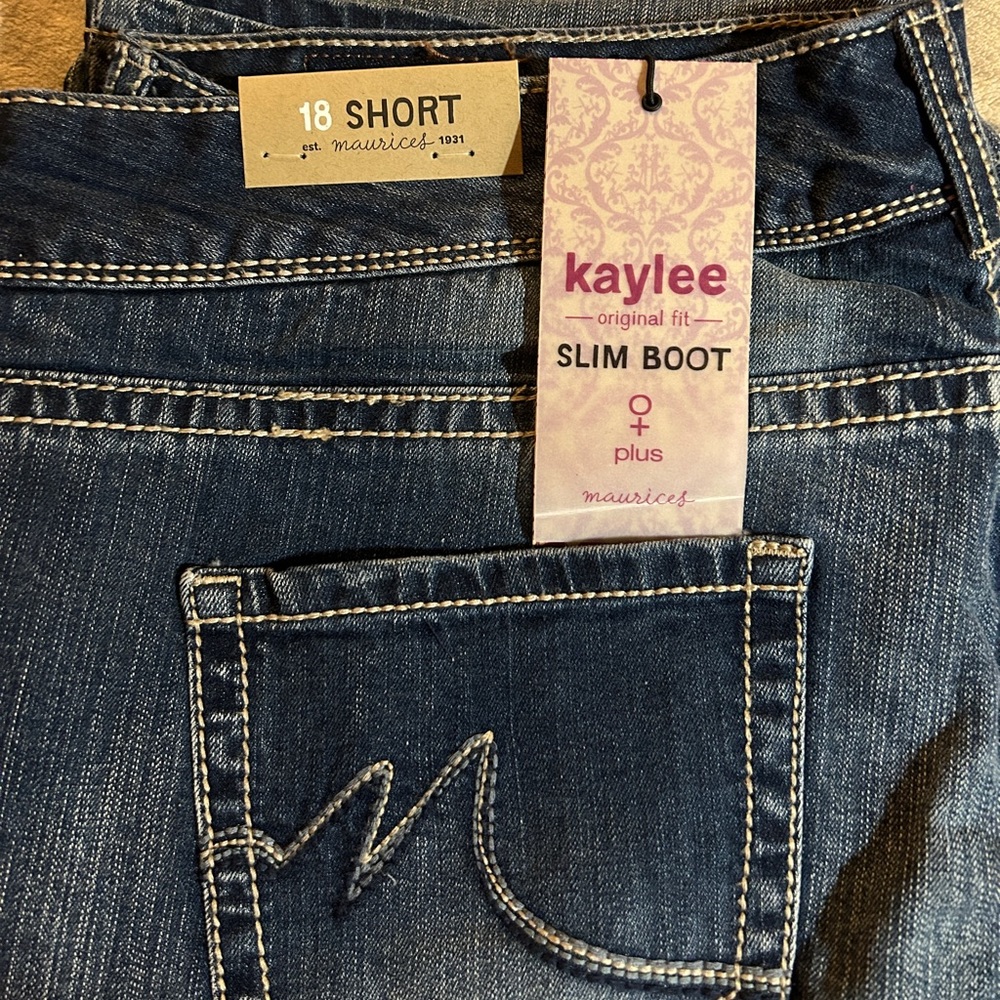 18 SHORT
est. maurices 1931
kaylee
original fit
SLIM BOOT
plus
maurices